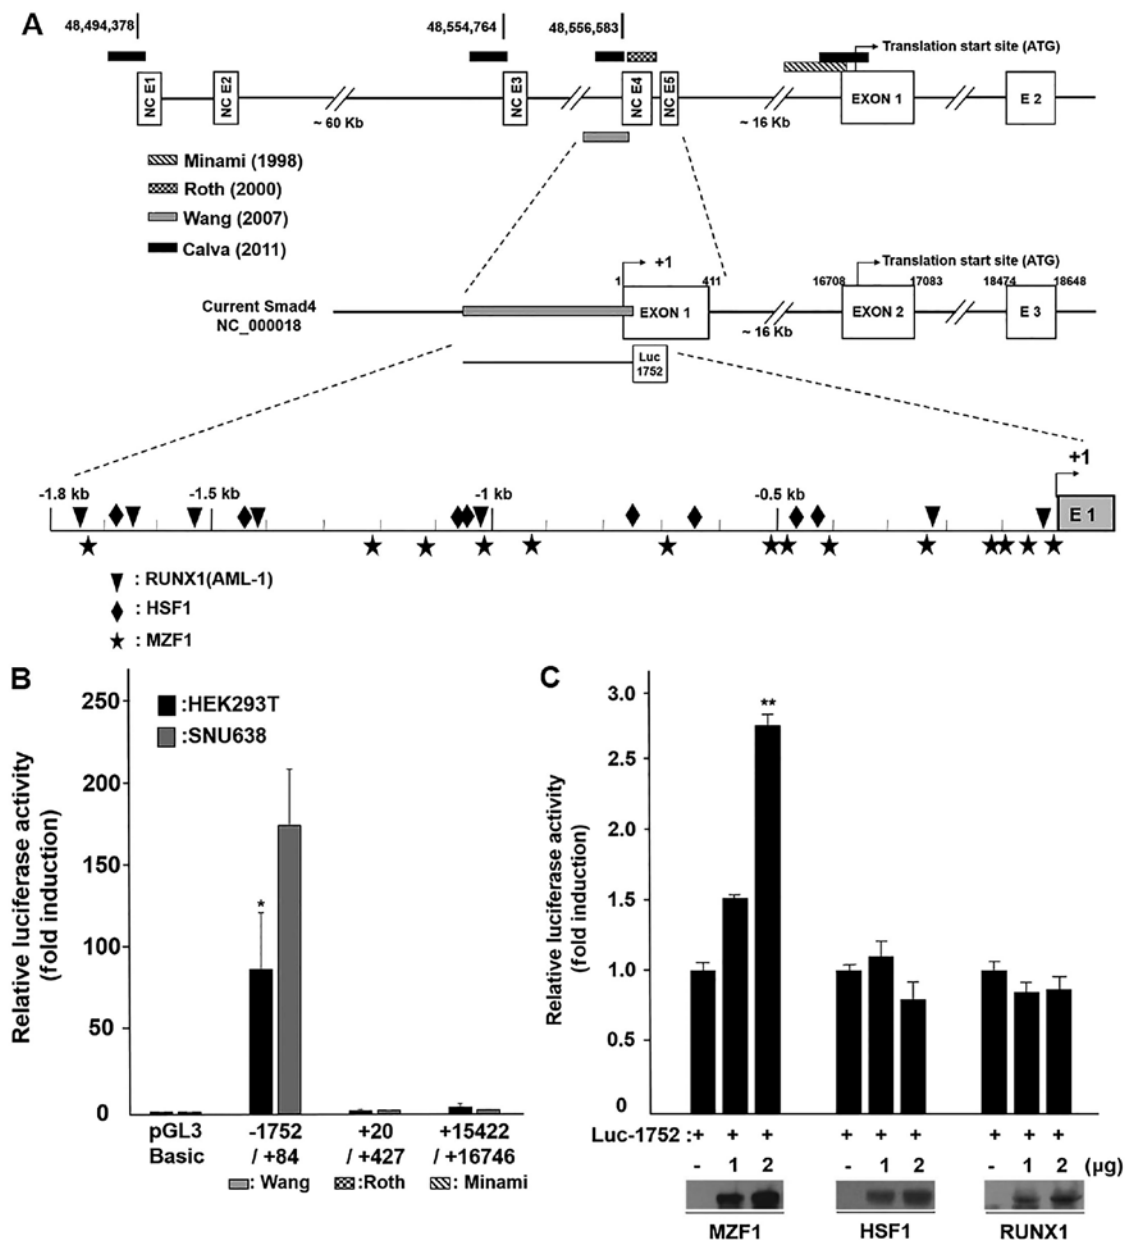 A
48,494,378
48,554,764
48,556,583
Translation start site (ATG)
NC E1
NC E2
NC E3
NC E4
NC E5
EXON 1
E 2
~ 60 Kb
~ 16 Kb
Minami (1998)
Roth (2000)
Wang (2007)
Calva (2011)
+1
Translation start site (ATG)
1
411
16708
17083
18474
18648
Current Smad4
NC_000018
EXON 1
EXON 2
E 3
~ 16 Kb
Luc
1752
+1
-1.8 kb
-1.5 kb
-1 kb
-0.5 kb
E 1
: RUNX1(AML-1)
: HSF1
: MZF1
B
Relative luciferase activity
(fold induction)
250
200
150
100
50
0
:HEK293T
:SNU638
*
pGL3
Basic
-1752
/ +84
+20
/ +427
+15422
/ +16746
: Wang
:Roth
: Minami
C
Relative luciferase activity
(fold induction)
3.0
2.5
2.0
1.5
1.0
0.5
0
**
Luc-1752 :+ + + + + + + + +
- 1 2 - 1 2 - 1 2 (µg)
MZF1
HSF1
RUNX1